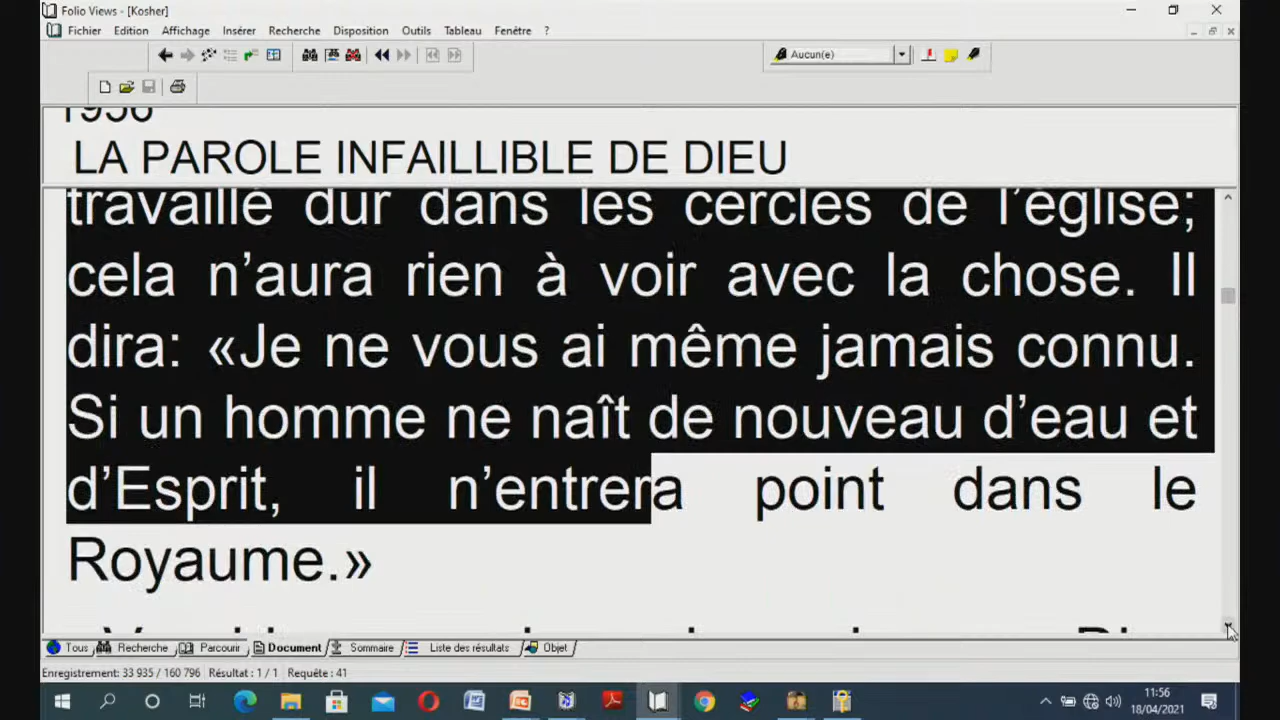 Folio Views - [Kosher]
Fichier Edition Affichage Insérer Recherche Disposition Outils Tableau Fenêtre ?
Aucun(e)
1956
LA PAROLE INFAILLIBLE DE DIEU
travaillé dur dans les cercles de l’église;
cela n’aura rien à voir avec la chose. Il
dira: «Je ne vous ai même jamais connu.
Si un homme ne naît de nouveau d’eau et
d’Esprit, il n’entrera point dans le
Royaume.»
Tous Recherche Parcourir Document Sommaire Liste des résultats Objet
Enregistrement: 33 935 / 160 796 Résultat : 1 / 1 Requête : 41
11:56
18/04/2021